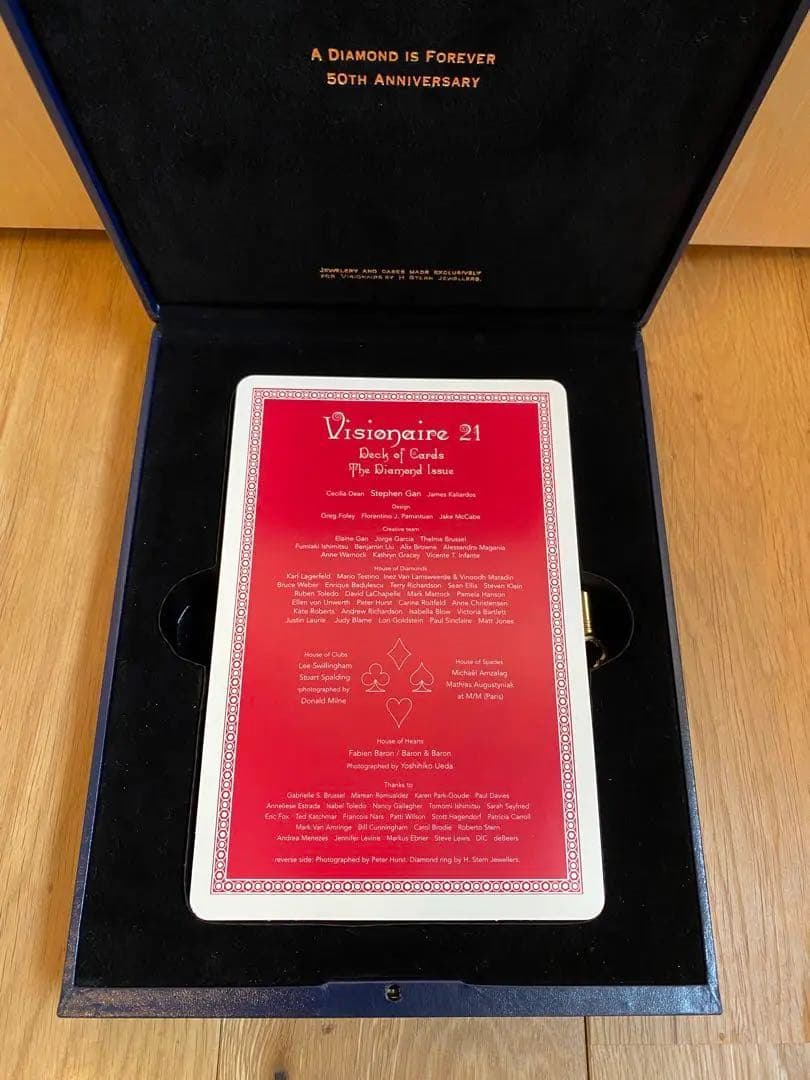 A DIAMOND IS FOREVER
50TH ANNIVERSARY
JEWELERY AND CASES MADE EXCLUSIVELY
FOR VISIONAIRE BY H STERN JEWELLERS.
Visionaire 21
Deck of Cards
The Diamond Issue
Cecilia Dean Stephen Gan James Kaliardos
Design
Greg Foley Florentino J. Pamintuan Jake McCabe
Creative team
Elaine Gan Jorge Garcia Thelma Brussel
Fumiaki Ishimitsu Benjamin Liu Alix Browne Alessandro Magania
Anne Warnock Kathryn Gracey Vicente T. Infante
House of Diamonds
Karl Lagerfeld Mario Testino Inez Van Lamsweerde & Vinoodh Matadin
Bruce Weber Enrique Badulescu Terry Richardson Sean Ellis Steven Klein
Ruben Toledo David LaChapelle Mark Mattock Pamela Hanson
Ellen von Unwerth Peter Hurst Carine Roitfeld Anne Christensen
Kate Roberts Andrew Richardson Isabella Blow Victoria Bartlett
Justin Laurie Judy Blame Lori Goldstein Paul Sinclaire Matt Jones
House of Clubs
Lee Swillingham
Stuart Spalding
photographed by
Donald Milne
House of Spades
Michaël Amzalag
Mathias Augustyniak
at M/M (Paris)
House of Hearts
Fabien Baron / Baron & Baron
Photographed by Yoshihiko Ueda
Thanks to
Gabrielle S. Brussel Marean Romualdez Karen Park-Goude Paul Davies
Anneliese Estrada Isabel Toledo Nancy Gallagher Tomomi Ishimitsu Sarah Seyfried
Eric Fox Ted Katchmar Francois Nars Patti Wilson Scott Hagendorf Patricia Carroll
Mark Van Amringe Bill Cunningham Carol Brodie Roberto Stern
Andrea Menezes Jennifer Levine Markus Ebner Steve Lewis DIC deBeers
reverse side: Photographed by Peter Hurst. Diamond ring by H. Stern Jewellers.